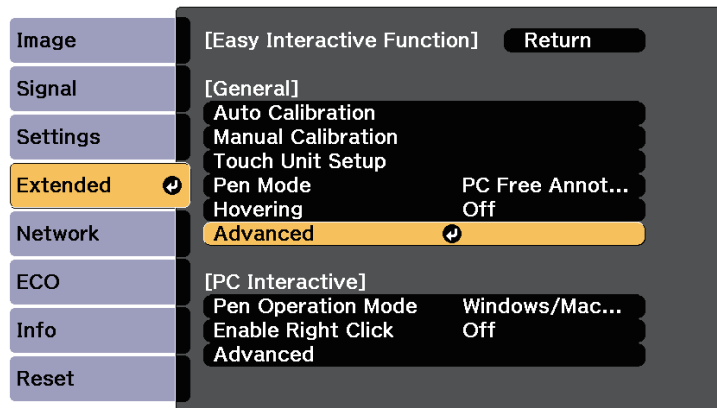 Image
Signal
Settings
Extended
Network
ECO
Info
Reset
[Easy Interactive Function] Return
[General]
Auto Calibration
Manual Calibration
Touch Unit Setup
Pen Mode PC Free Annot...
Hovering Off
Advanced
[PC Interactive]
Pen Operation Mode Windows/Mac...
Enable Right Click Off
Advanced